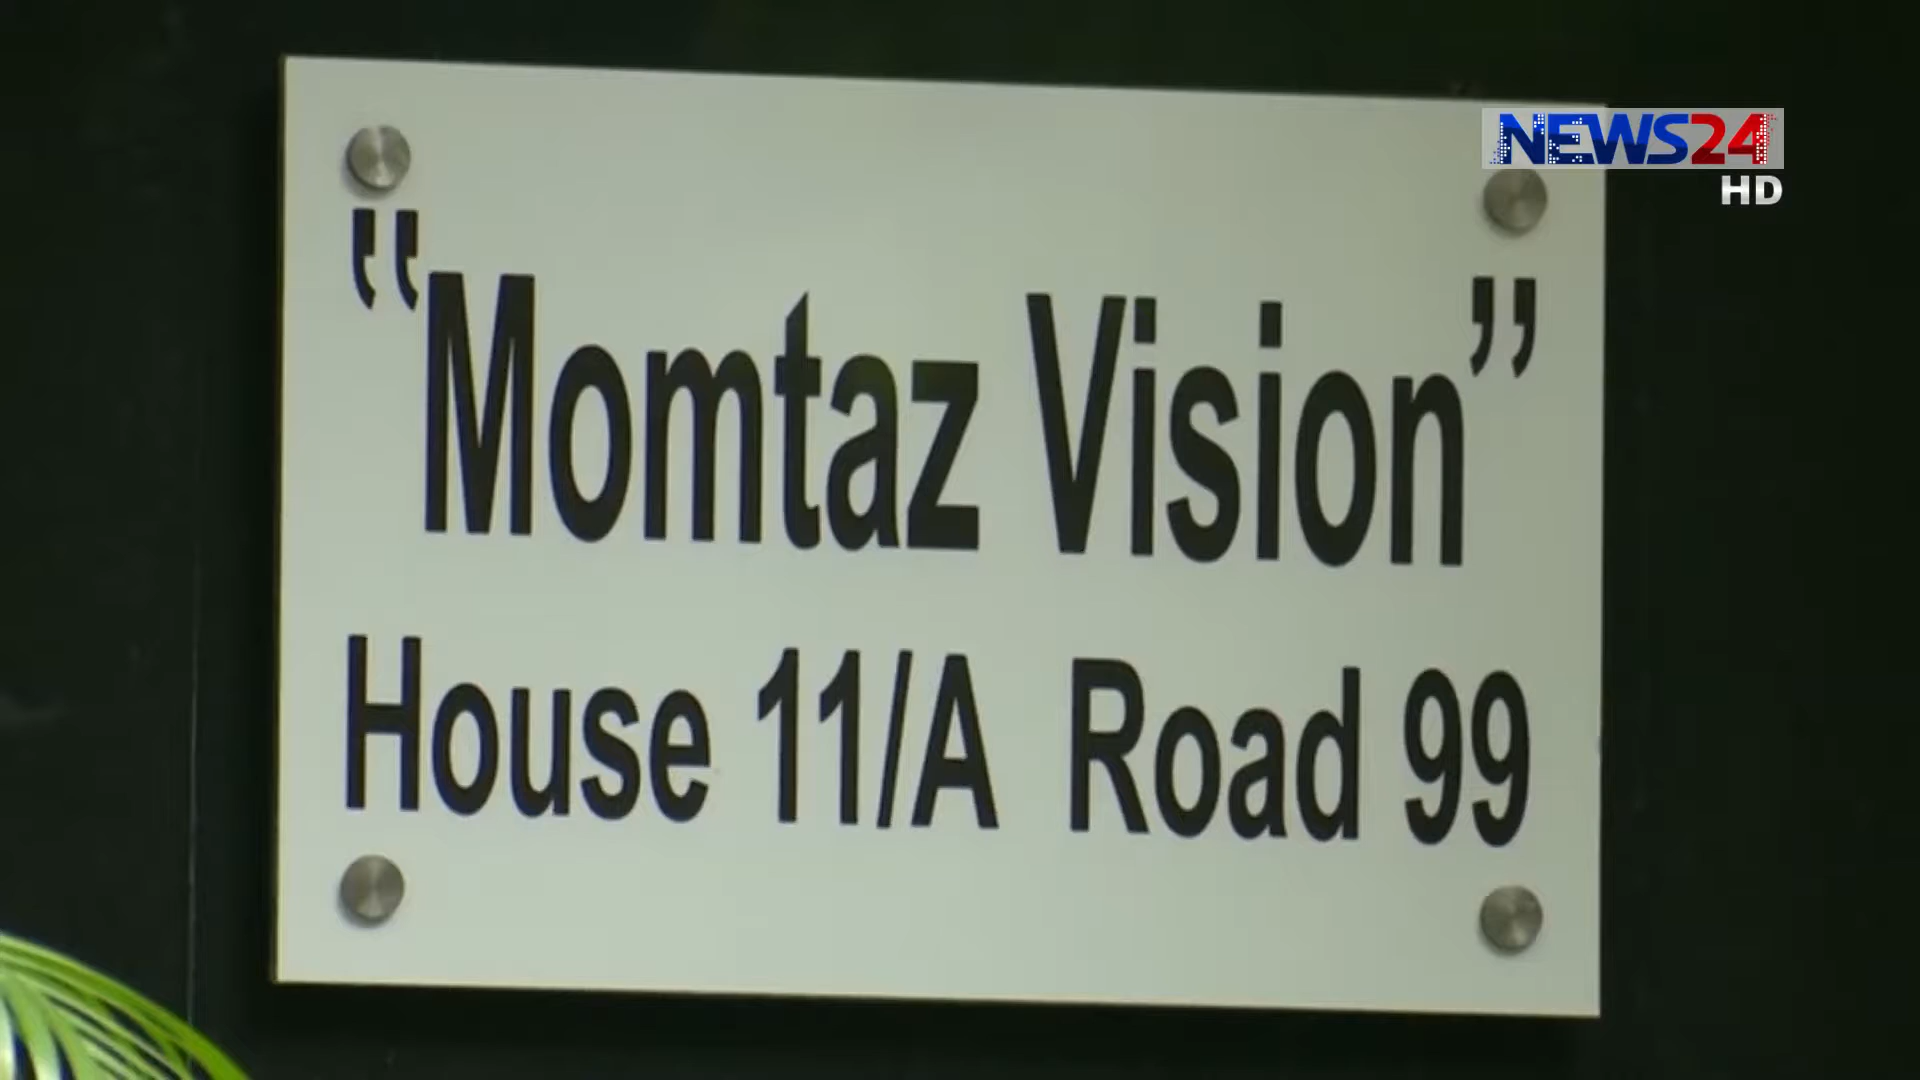 NEWS24
HD
“Momtaz Vision”
House 11/A Road 99